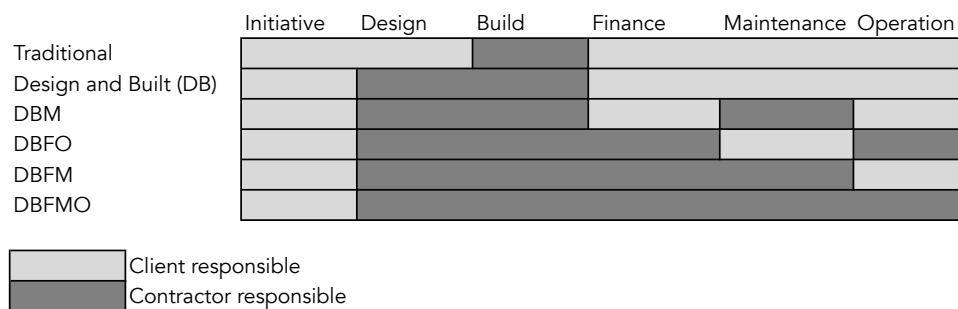 Initiative Design Build Finance Maintenance Operation
Traditional
Design and Built (DB)
DBM
DBFO
DBFM
DBFMO
Client responsible
Contractor responsible